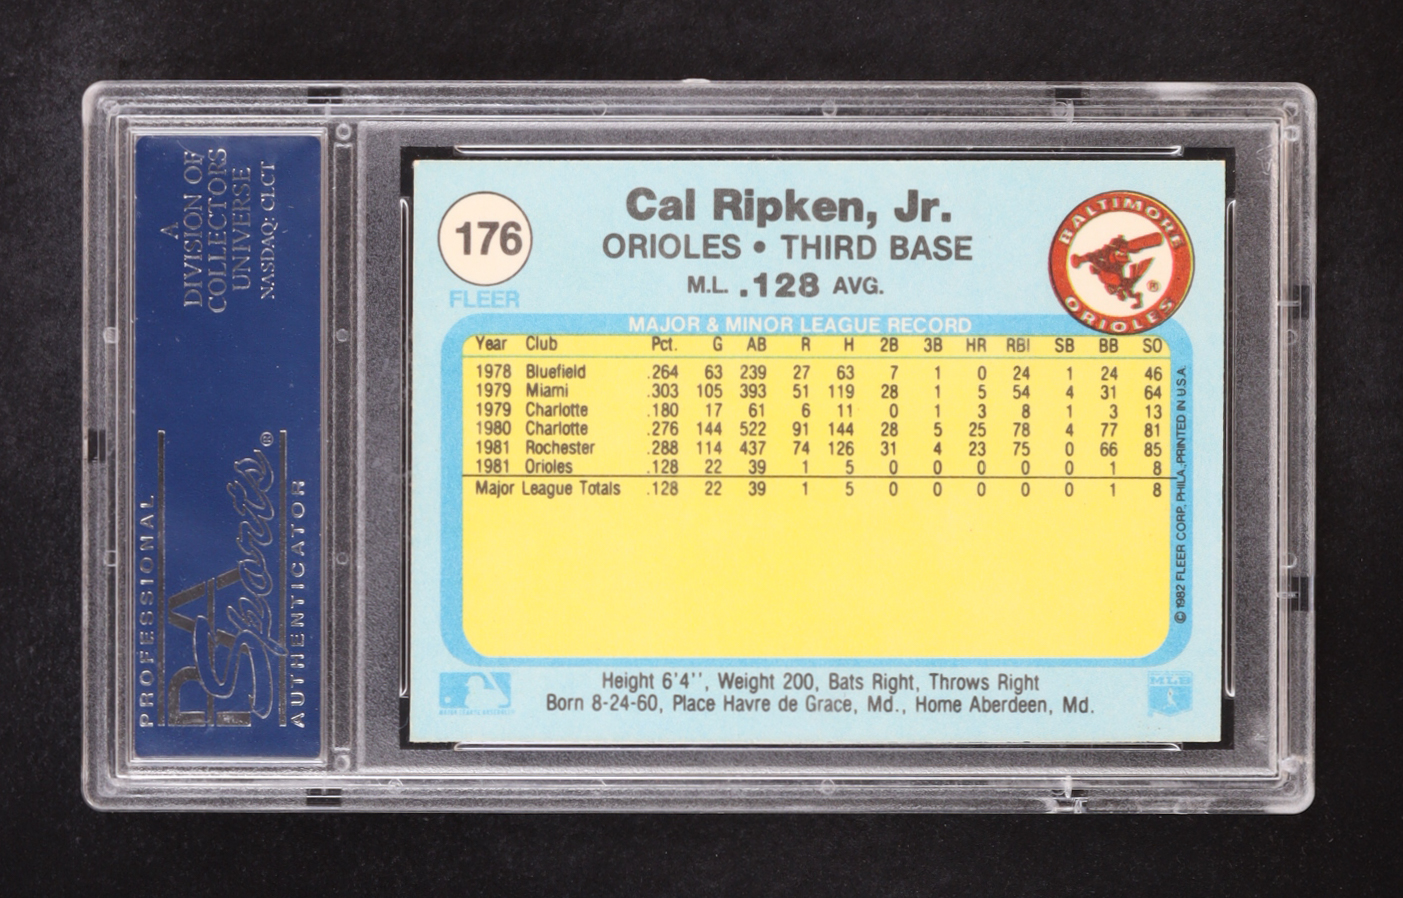 A
DIVISION OF
COLLECTORS
UNIVERSE
NASDAQ: CLCT
PROFESSIONAL
PSA
Sports®
AUTHENTICATOR
176
FLEER
Cal Ripken, Jr.
ORIOLES • THIRD BASE
M.L. .128 AVG.
BALTIMORE
ORIOLES ®
MAJOR & MINOR LEAGUE RECORD
Year Club Pct. G AB R H 2B 3B HR RBI SB BB SO
1978 Bluefield .264 63 239 27 63 7 1 0 24 1 24 46
1979 Miami .303 105 393 51 119 28 1 5 54 4 31 64
1979 Charlotte .180 17 61 6 11 0 1 3 8 1 3 13
1980 Charlotte .276 144 522 91 144 28 5 25 78 4 77 81
1981 Rochester .288 114 437 74 126 31 4 23 75 0 66 85
1981 Orioles .128 22 39 1 5 0 0 0 0 0 1 8
Major League Totals .128 22 39 1 5 0 0 0 0 0 1 8
© 1982 FLEER CORP., PHILA., PRINTED IN U.S.A.
Height 6'4'', Weight 200, Bats Right, Throws Right
Born 8-24-60, Place Havre de Grace, Md., Home Aberdeen, Md.
MAJOR LEAGUE BASEBALL
MLB